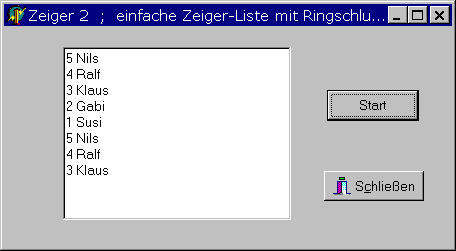 Zeiger 2 ; einfache Zeiger-Liste mit Ringschlu...
5 Nils
4 Ralf
3 Klaus
2 Gabi
1 Susi
5 Nils
4 Ralf
3 Klaus
Start
Schließen